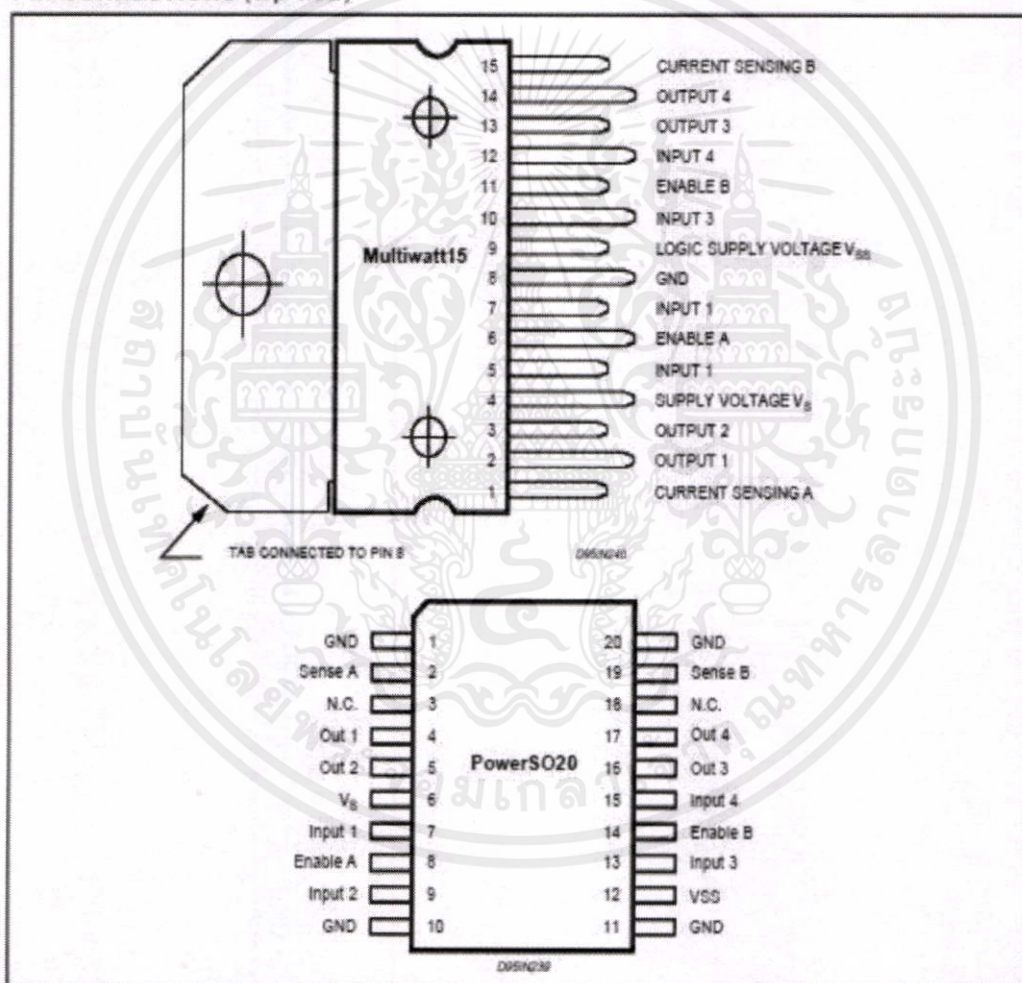 15 CURRENT SENSING B
14 OUTPUT 4
13 OUTPUT 3
12 INPUT 4
11 ENABLE B
10 INPUT 3
9 LOGIC SUPPLY VOLTAGE VSS
8 GND
7 INPUT 1
6 ENABLE A
5 INPUT 1
4 SUPPLY VOLTAGE VS
3 OUTPUT 2
2 OUTPUT 1
1 CURRENT SENSING A
Multiwatt15
TAB CONNECTED TO PIN 8
D95IN240
GND 1 20 GND
Sense A 2 19 Sense B
N.C. 3 18 N.C.
Out 1 4 17 Out 4
Out 2 5 16 Out 3
VS 6 15 Input 4
Input 1 7 14 Enable B
Enable A 8 13 Input 3
Input 2 9 12 VSS
GND 10 11 GND
PowerSO20
D95IN239